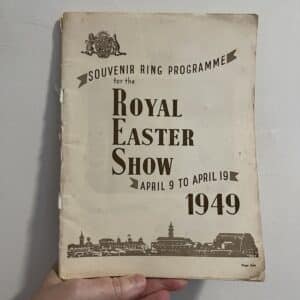 SOUVENIR RING PROGRAMME
for the
ROYAL
EASTER
SHOW
APRIL 9 TO APRIL 19
1949